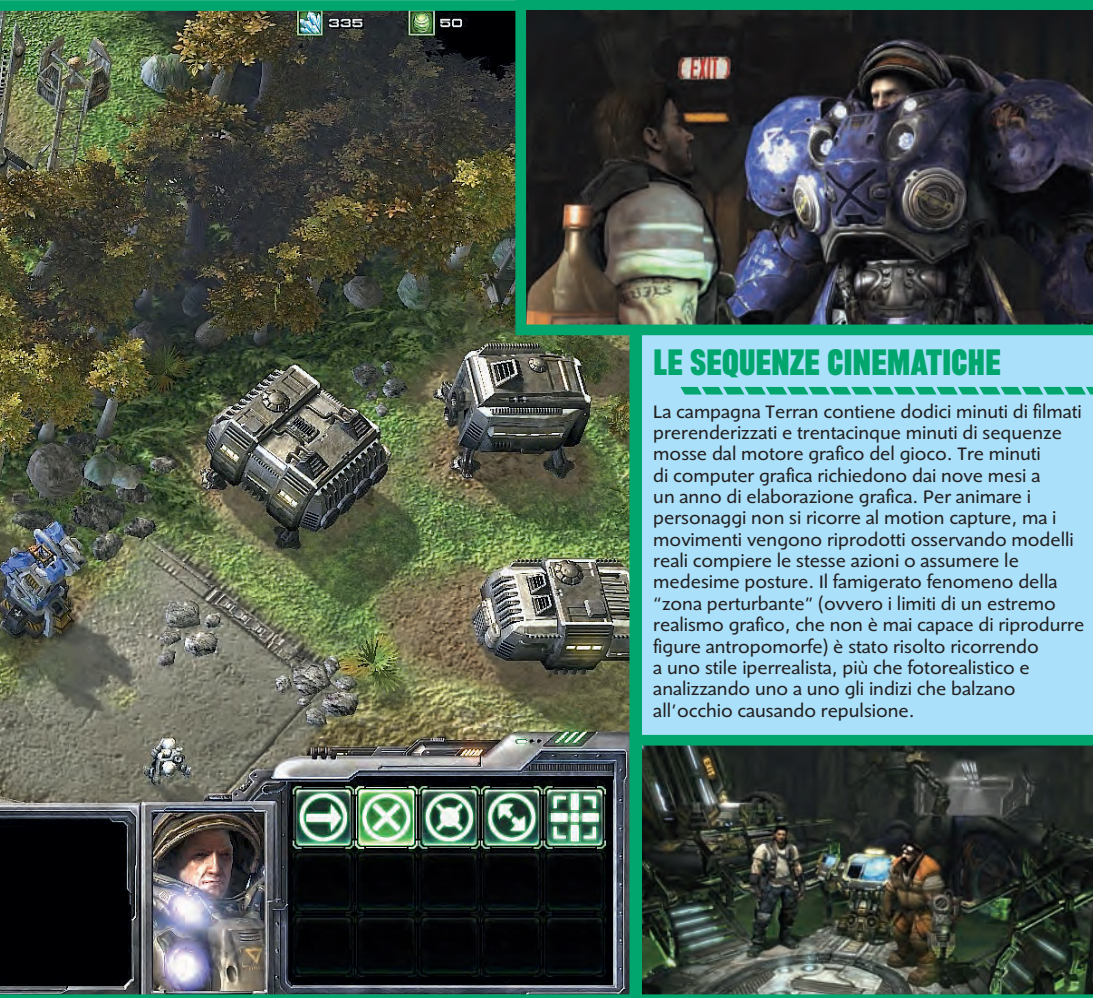 335 50
EXIT
LE SEQUENZE CINEMATICHE
La campagna Terran contiene dodici minuti di filmati
prerenderizzati e trentacinque minuti di sequenze
mosse dal motore grafico del gioco. Tre minuti
di computer grafica richiedono dai nove mesi a
un anno di elaborazione grafica. Per animare i
personaggi non si ricorre al motion capture, ma i
movimenti vengono riprodotti osservando modelli
reali compiere le stesse azioni o assumere le
medesime posture. Il famigerato fenomeno della
“zona perturbante” (ovvero i limiti di un estremo
realismo grafico, che non è mai capace di riprodurre
figure antropomorfe) è stato risolto ricorrendo
a uno stile iperrealista, più che fotorealistico e
analizzando uno a uno gli indizi che balzano
all'occhio causando repulsione.
EXIT